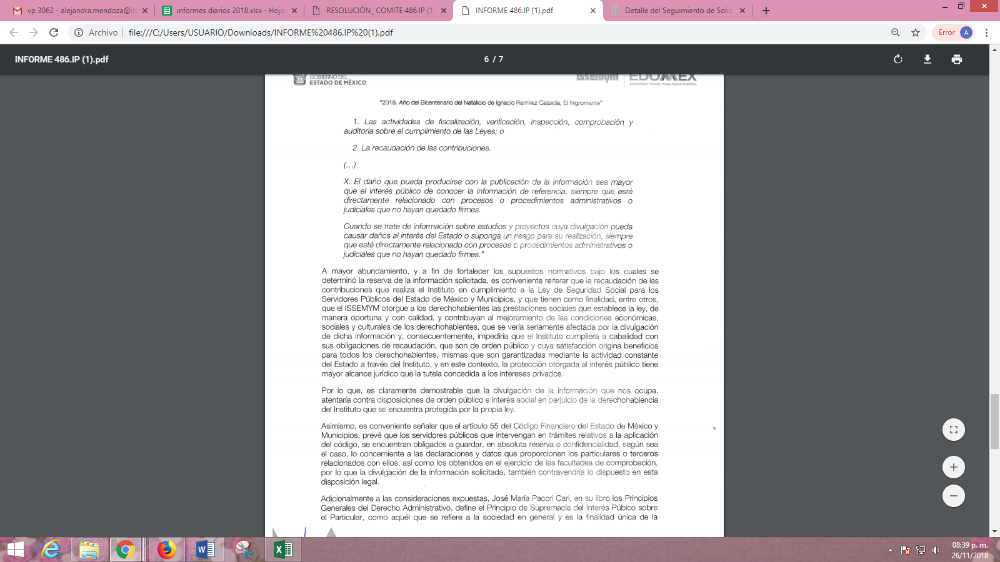 vp 3062 - alejandra.mendoza@it
informes diarios 2018.xlsx - Hoja
RESOLUCIÓN_ COMITE 486.IP (1)
INFORME 486.IP (1).pdf
Detalle del Seguimiento de Solic
Archivo
file:///C:/Users/USUARIO/Downloads/INFORME%20486.IP%20(1).pdf
Error
A
INFORME 486.IP (1).pdf
6 / 7
GOBIERNO DEL
ESTADO DE MÉXICO
issemym
EDOMEX
DECISIONES FIRMES, RESULTADOS FUERTES.
"2018. Año del Bicentenario del Natalicio de Ignacio Ramírez Calzada, El Nigromante"
1. Las actividades de fiscalización, verificación, inspección, comprobación y
auditoría sobre el cumplimiento de las Leyes; o
2. La recaudación de las contribuciones.
(...)
X. El daño que pueda producirse con la publicación de la información sea mayor
que el interés público de conocer la información de referencia, siempre que esté
directamente relacionado con procesos o procedimientos administrativos o
judiciales que no hayan quedado firmes.
Cuando se trate de información sobre estudios y proyectos cuya divulgación pueda
causar daños al interés del Estado o suponga un riesgo para su realización, siempre
que esté directamente relacionado con procesos o procedimientos administrativos o
judiciales que no hayan quedado firmes."
A mayor abundamiento, y a fin de fortalecer los supuestos normativos bajo los cuales se
determinó la reserva de la información solicitada, es conveniente reiterar que la recaudación de las
contribuciones que realiza el Instituto en cumplimiento a la Ley de Seguridad Social para los
Servidores Públicos del Estado de México y Municipios, y que tienen como finalidad, entre otros,
que el ISSEMYM otorgue a los derechohabientes las prestaciones sociales que establece la ley, de
manera oportuna y con calidad, y contribuyan al mejoramiento de las condiciones económicas,
sociales y culturales de los derechohabientes, que se vería seriamente afectada por la divulgación
de dicha información y, consecuentemente, impediría que el Instituto cumpliera a cabalidad con
sus obligaciones de recaudación, que son de orden público y cuya satisfacción origina beneficios
para todos los derechohabientes, mismas que son garantizadas mediante la actividad constante
del Estado a través del Instituto, y en este contexto, la protección otorgada al interés público tiene
mayor alcance jurídico que la tutela concedida a los intereses privados.
Por lo que, es claramente demostrable que la divulgación de la información que nos ocupa,
atentaría contra disposiciones de orden público e interés social en perjuicio de la derechohabiencia
del Instituto que se encuentra protegida por la propia ley.
Asimismo, es conveniente señalar que el artículo 55 del Código Financiero del Estado de México y
Municipios, prevé que los servidores públicos que intervengan en trámites relativos a la aplicación
del código, se encuentran obligados a guardar, en absoluta reserva o confidencialidad, según sea
el caso, lo concerniente a las declaraciones y datos que proporcionen los particulares o terceros
relacionados con ellos, así como los obtenidos en el ejercicio de las facultades de comprobación,
por lo que la divulgación de la información solicitada, también contravendría lo dispuesto en esta
disposición legal.
Adicionalmente a las consideraciones expuestas, José María Pacori Cari, en su libro los Principios
Generales del Derecho Administrativo, define el Principio de Supremacía del Interés Púbico sobre
el Particular, como aquél que se refiere a la sociedad en general y es la finalidad única de la
08:39 p. m.
26/11/2018